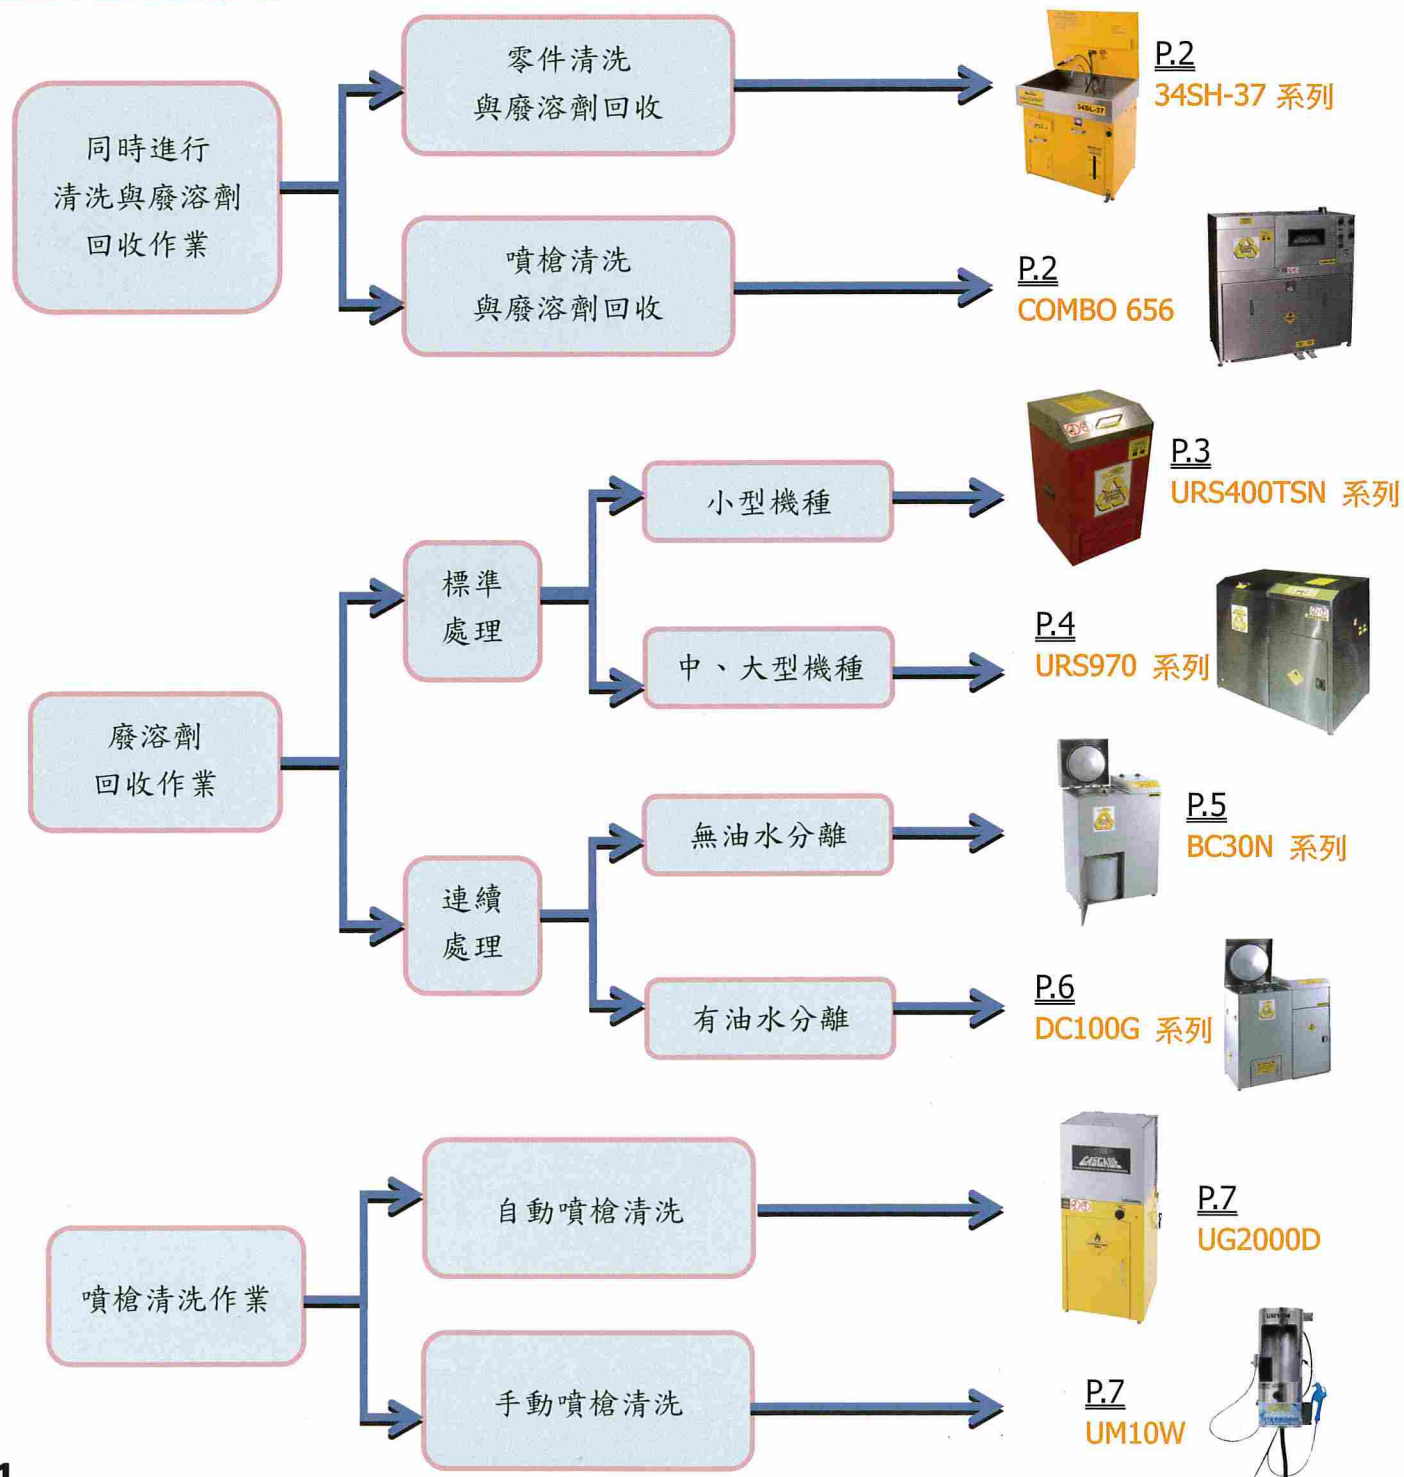 同時進行
清洗與廢溶劑
回收作業
零件清洗
與廢溶劑回收
P.2
34SH-37 系列
34SL-37
噴槍清洗
與廢溶劑回收
P.2
COMBO 656
廢溶劑
回收作業
標準
處理
小型機種
P.3
URS400TSN 系列
中、大型機種
P.4
URS970 系列
連續
處理
無油水分離
P.5
BC30N 系列
有油水分離
P.6
DC100G 系列
噴槍清洗作業
自動噴槍清洗
CASCADE
P.7
UG2000D
手動噴槍清洗
UM10W
P.7
UM10W
1